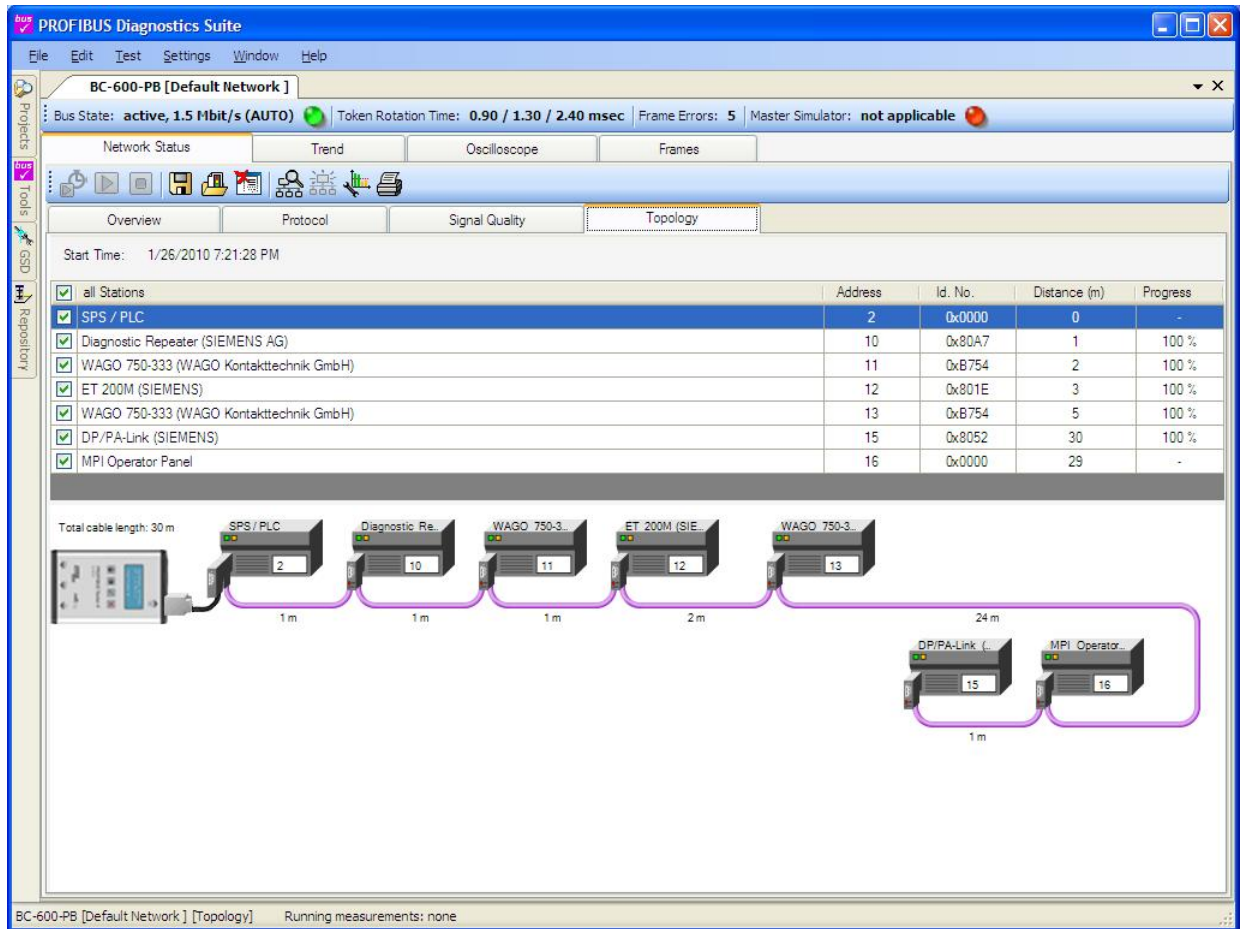 PROFIBUS Diagnostics Suite
File Edit Test Settings Window Help
BC-600-PB [Default Network ]
Bus State: active, 1.5 Mbit/s (AUTO) Token Rotation Time: 0.90 / 1.30 / 2.40 msec Frame Errors: 5 Master Simulator: not applicable
Projects
Tools
GSD
Repository
Network Status Trend Oscilloscope Frames
Overview Protocol Signal Quality Topology
Start Time: 1/26/2010 7:21:28 PM
all Stations Address Id. No. Distance (m) Progress
SPS / PLC 2 0x0000 0 -
Diagnostic Repeater (SIEMENS AG) 10 0x80A7 1 100 %
WAGO 750-333 (WAGO Kontakttechnik GmbH) 11 0xB754 2 100 %
ET 200M (SIEMENS) 12 0x801E 3 100 %
WAGO 750-333 (WAGO Kontakttechnik GmbH) 13 0xB754 5 100 %
DP/PA-Link (SIEMENS) 15 0x8052 30 100 %
MPI Operator Panel 16 0x0000 29 -
Total cable length: 30 m
SPS / PLC Diagnostic Re.. WAGO 750-3.. ET 200M (SIE.. WAGO 750-3..
2 10 11 12 13
1 m 1 m 1 m 2 m 24 m
DP/PA-Link (.. MPI Operator..
15 16
1 m
BC-600-PB [Default Network ] [Topology] Running measurements: none